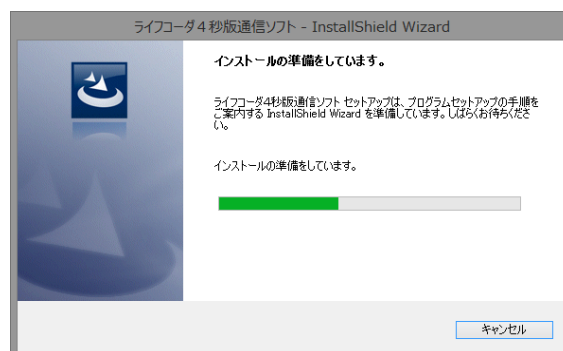 ライフコーダ４秒版通信ソフト - InstallShield Wizard
インストールの準備をしています。
ライフコーダ4秒版通信ソフト セットアップは、プログラムセットアップの手順を
ご案内する InstallShield Wizard を準備しています。しばらくお待ちくださ
い。
インストールの準備をしています。
キャンセル